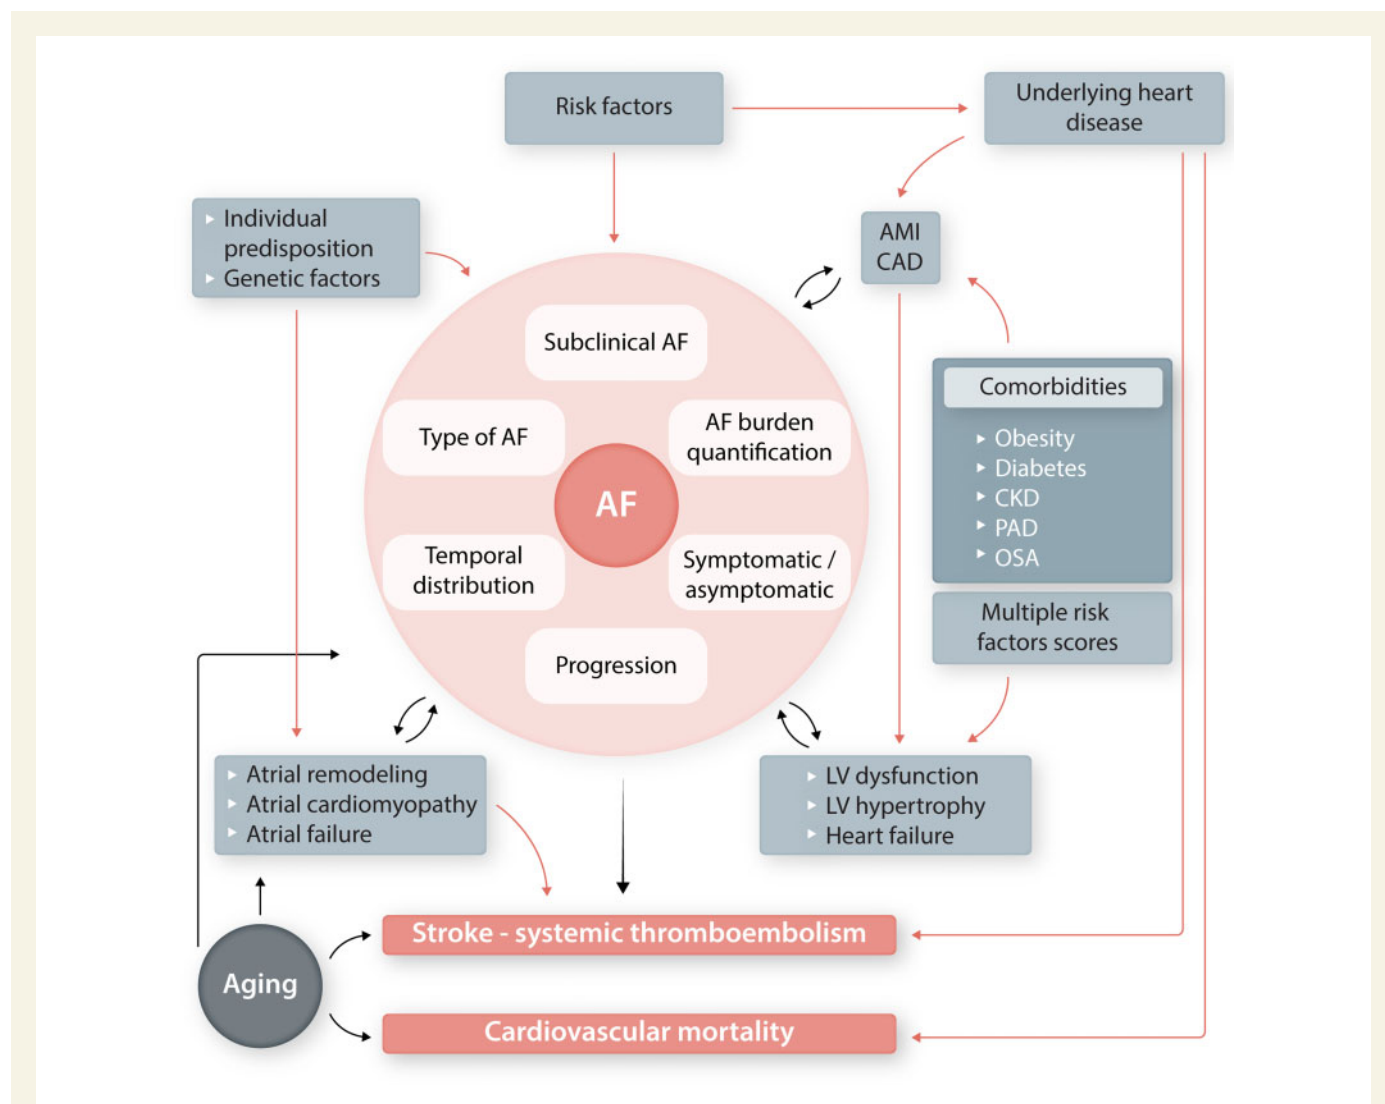 Risk factors
Underlying heart
disease
Individual
predisposition
Genetic factors
AMI
CAD
Subclinical AF
Type of AF
AF burden
quantification
AF
Temporal
distribution
Symptomatic /
asymptomatic
Progression
Comorbidities
Obesity
Diabetes
CKD
PAD
OSA
Multiple risk
factors scores
Atrial remodeling
Atrial cardiomyopathy
Atrial failure
LV dysfunction
LV hypertrophy
Heart failure
Aging
Stroke - systemic thromboembolism
Cardiovascular mortality